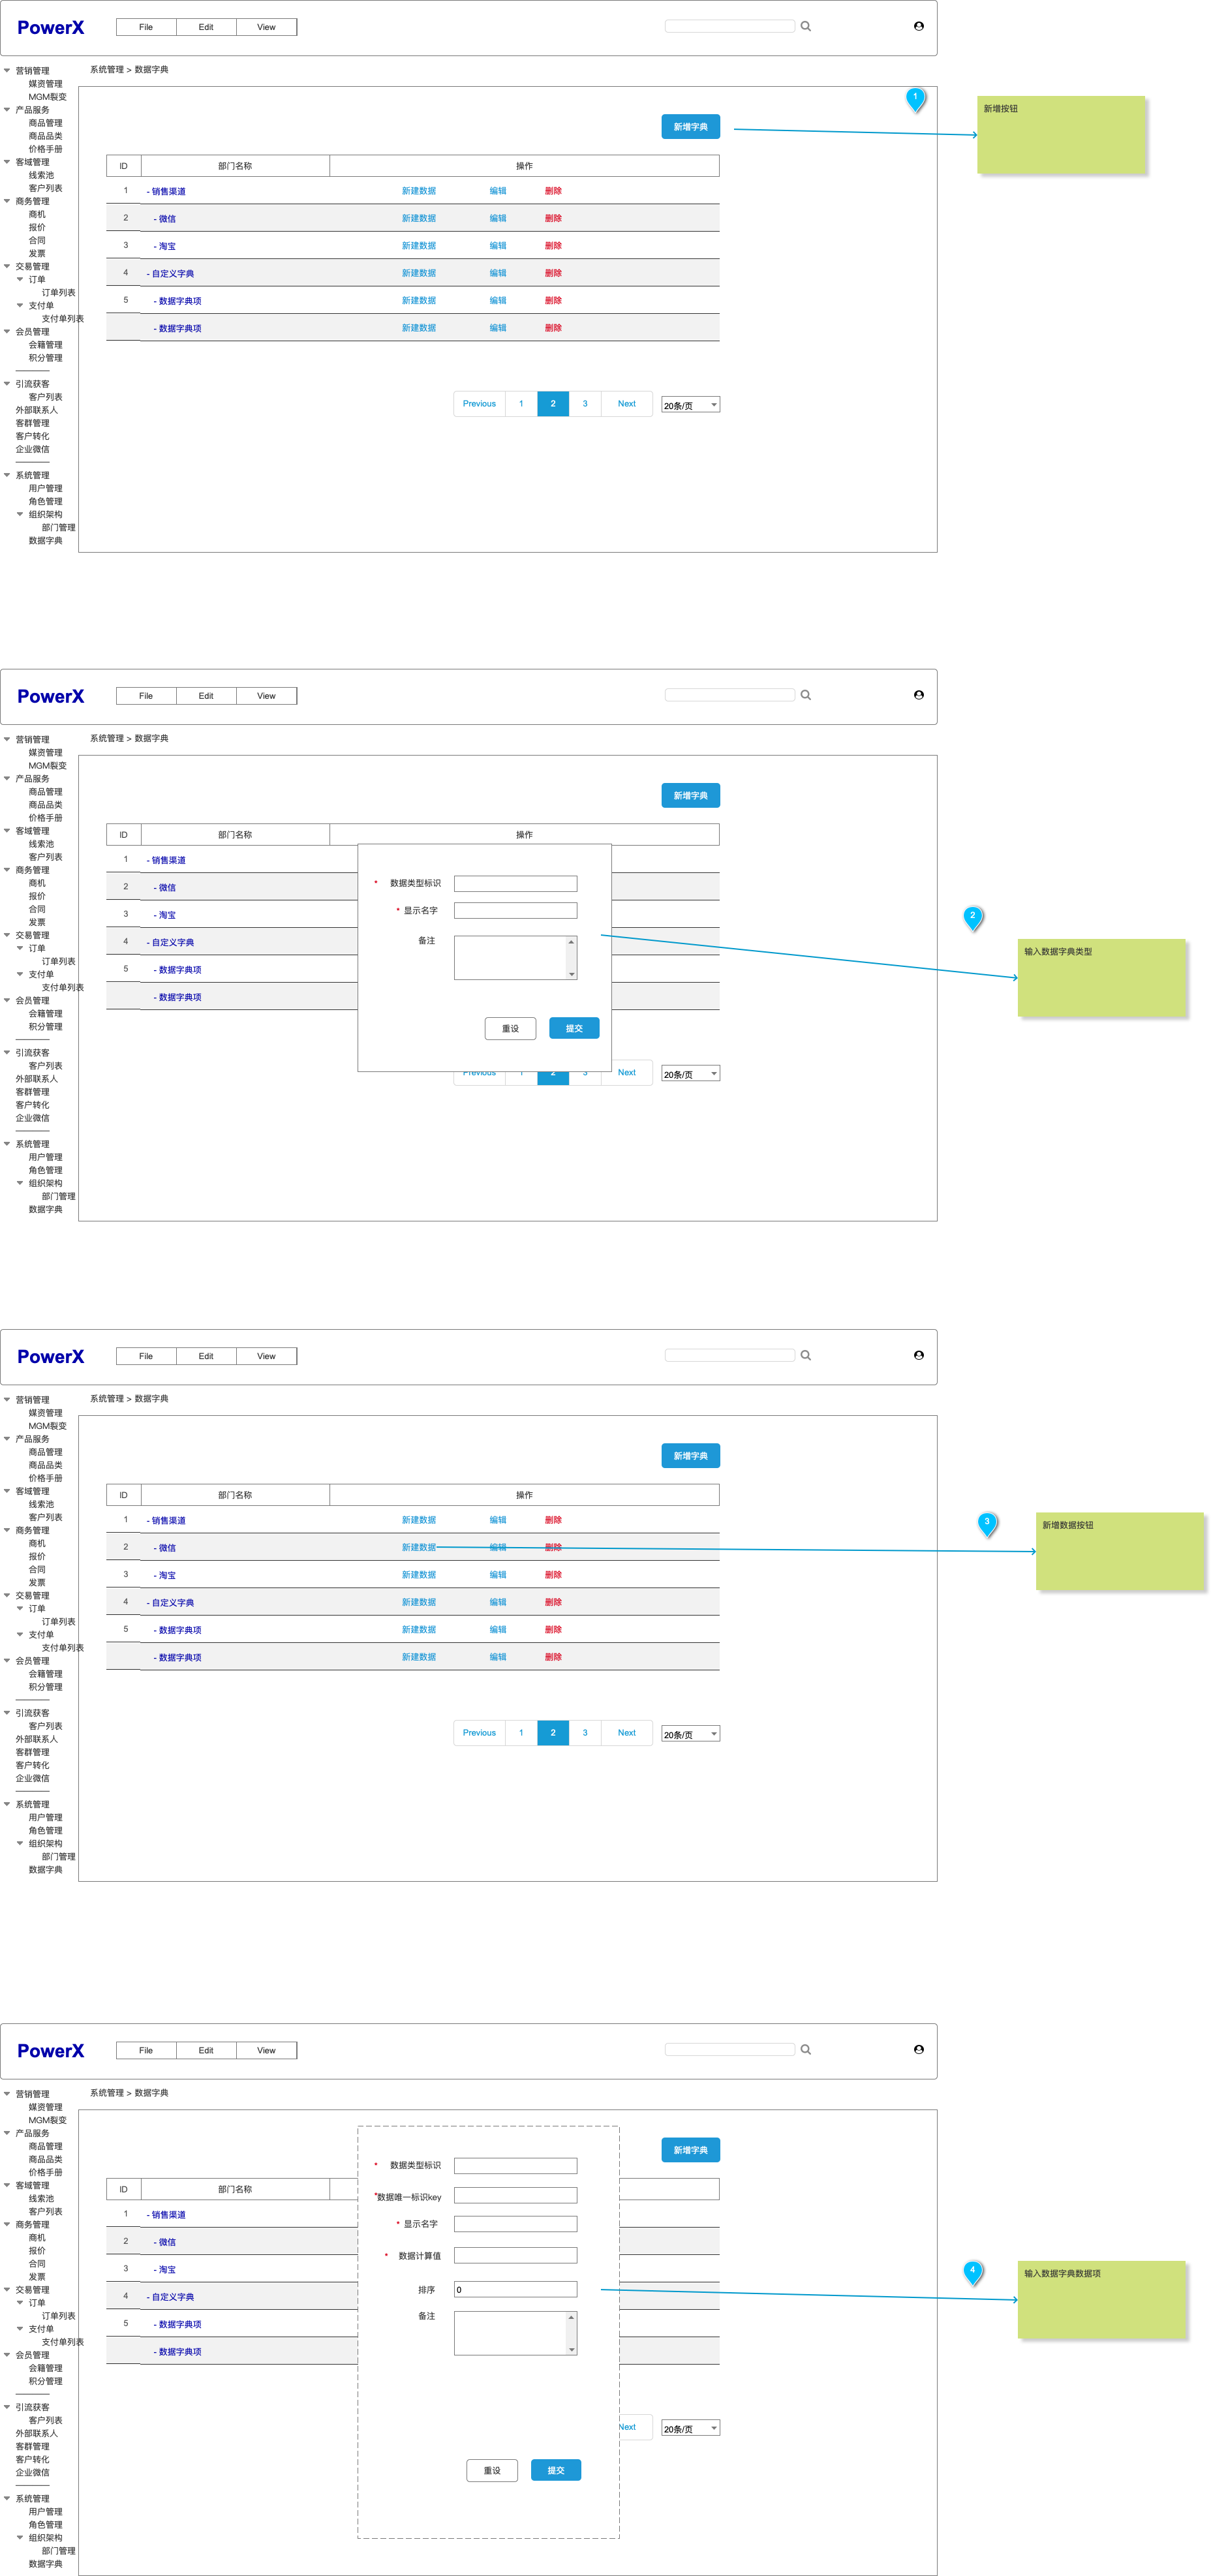 PowerX
File Edit View
系统管理 > 数据字典
营销管理
媒资管理
MGM裂变
产品服务
商品管理
商品品类
价格手册
客域管理
线索池
客户列表
商务管理
商机
报价
合同
发票
交易管理
订单
订单列表
支付单
支付单列表
会员管理
会籍管理
积分管理
引流获客
客户列表
外部联系人
客群管理
客户转化
企业微信
系统管理
用户管理
角色管理
组织架构
部门管理
数据字典
1
新增按钮
新增字典
ID 部门名称 操作
1 - 销售渠道 新建数据 编辑 删除
2 - 微信 新建数据 编辑 删除
3 - 淘宝 新建数据 编辑 删除
4 - 自定义字典 新建数据 编辑 删除
5 - 数据字典项 新建数据 编辑 删除
- 数据字典项 新建数据 编辑 删除
Previous 1 2 3 Next 20条/页
PowerX
File Edit View
系统管理 > 数据字典
营销管理
媒资管理
MGM裂变
产品服务
商品管理
商品品类
价格手册
客域管理
线索池
客户列表
商务管理
商机
报价
合同
发票
交易管理
订单
订单列表
支付单
支付单列表
会员管理
会籍管理
积分管理
引流获客
客户列表
外部联系人
客群管理
客户转化
企业微信
系统管理
用户管理
角色管理
组织架构
部门管理
数据字典
新增字典
ID 部门名称 操作
1 - 销售渠道
2 - 微信
3 - 淘宝
4 - 自定义字典
5 - 数据字典项
- 数据字典项
* 数据类型标识
* 显示名字
备注
重设 提交
Previous 1 2 3 Next 20条/页
2
输入数据字典类型
PowerX
File Edit View
系统管理 > 数据字典
营销管理
媒资管理
MGM裂变
产品服务
商品管理
商品品类
价格手册
客域管理
线索池
客户列表
商务管理
商机
报价
合同
发票
交易管理
订单
订单列表
支付单
支付单列表
会员管理
会籍管理
积分管理
引流获客
客户列表
外部联系人
客群管理
客户转化
企业微信
系统管理
用户管理
角色管理
组织架构
部门管理
数据字典
新增字典
ID 部门名称 操作
1 - 销售渠道 新建数据 编辑 删除
2 - 微信 新建数据 编辑 删除
3 - 淘宝 新建数据 编辑 删除
4 - 自定义字典 新建数据 编辑 删除
5 - 数据字典项 新建数据 编辑 删除
- 数据字典项 新建数据 编辑 删除
Previous 1 2 3 Next 20条/页
3
新增数据按钮
PowerX
File Edit View
系统管理 > 数据字典
营销管理
媒资管理
MGM裂变
产品服务
商品管理
商品品类
价格手册
客域管理
线索池
客户列表
商务管理
商机
报价
合同
发票
交易管理
订单
订单列表
支付单
支付单列表
会员管理
会籍管理
积分管理
引流获客
客户列表
外部联系人
客群管理
客户转化
企业微信
系统管理
用户管理
角色管理
组织架构
部门管理
数据字典
新增字典
ID 部门名称
1 - 销售渠道
2 - 微信
3 - 淘宝
4 - 自定义字典
5 - 数据字典项
- 数据字典项
* 数据类型标识
*数据唯一标识key
* 显示名字
* 数据计算值
排序 0
备注
重设 提交
Next 20条/页
4
输入数据字典数据项